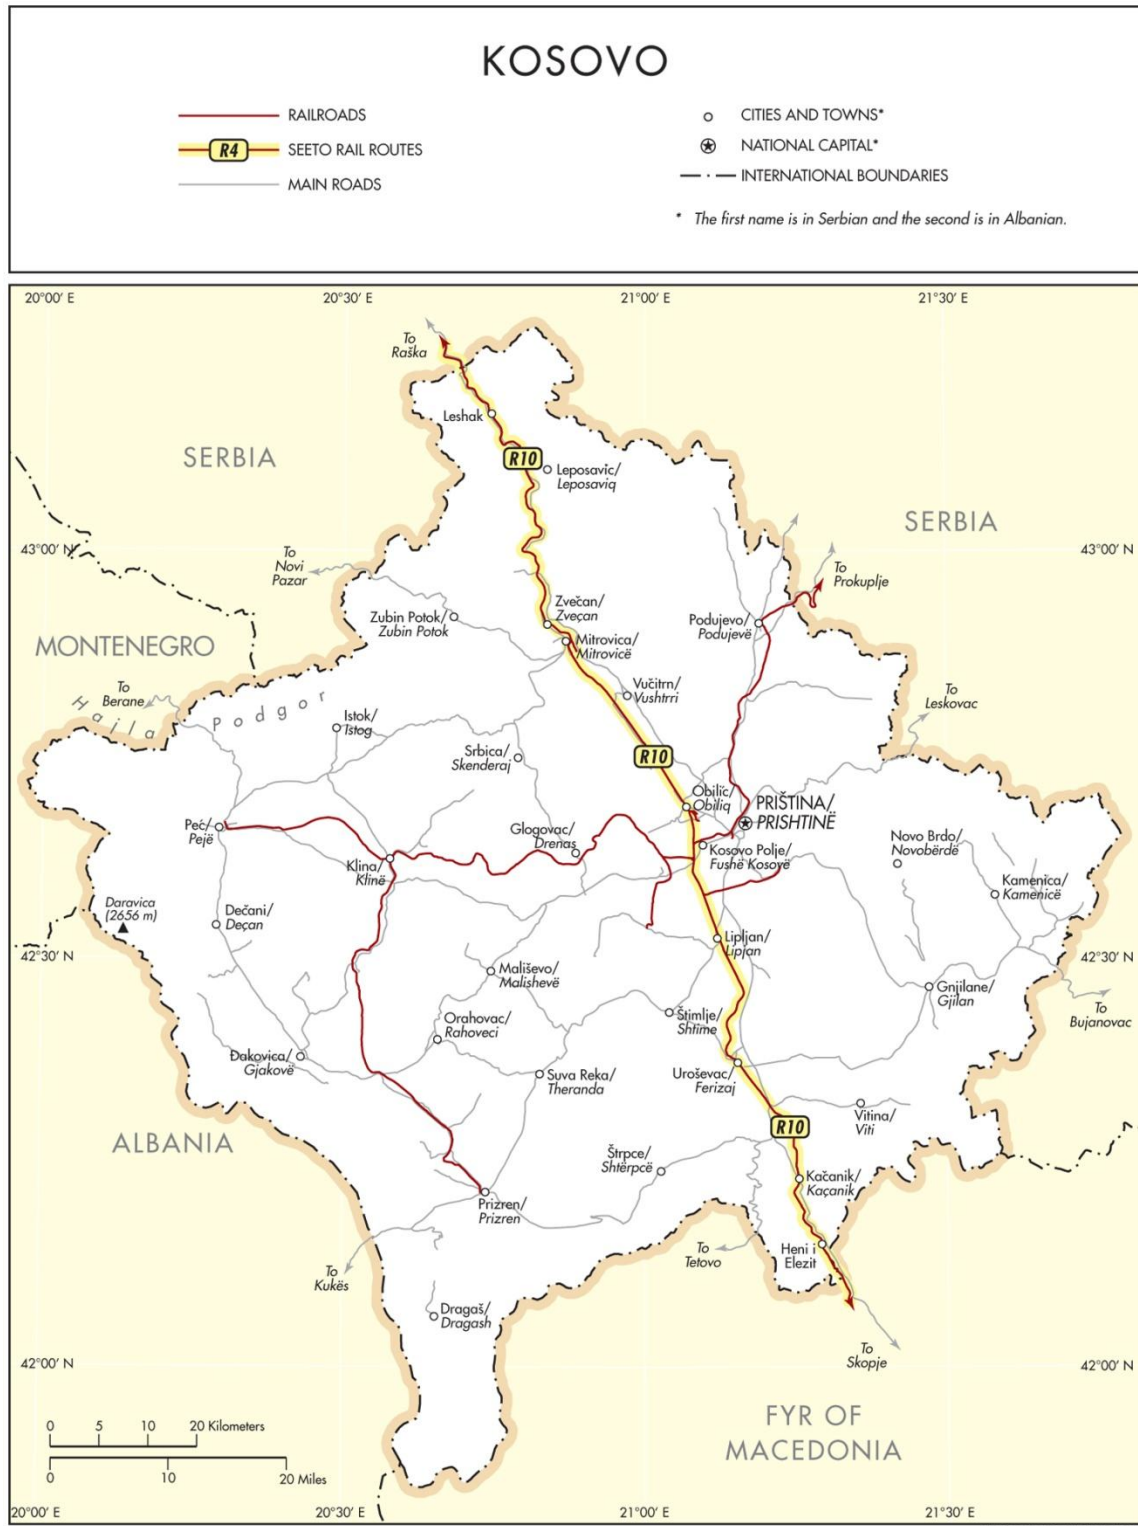 KOSOVO
RAILROADS
R4 SEETO RAIL ROUTES
MAIN ROADS
CITIES AND TOWNS*
NATIONAL CAPITAL*
INTERNATIONAL BOUNDARIES
* The first name is in Serbian and the second is in Albanian.
20°00' E
20°30' E
21°00' E
21°30' E
To
Raška
Leshak
SERBIA
R10
Leposavíc/
Leposaviq
SERBIA
43°00' N
43°00' N
To
Novi
Pazar
To
Prokuplje
Zvečan/
Zveçan
Zubin Potok/
Zubin Potok
Podujevo/
Podujevë
MONTENEGRO
Mitrovica/
Mitrovicë
To
Berane
Vučitrn/
Vushtrri
To
Leskovac
Hajla
Podgor
Istok/
Istog
Srbica/
Skenderaj
R10
Obilic/
Obiliq
PRIŠTINA/
PRISHTINË
Peć/
Pejë
Glogovac/
Drenas
Kosovo Polje/
Fushë Kosovë
Novo Brdo/
Novobërdë
Klina/
Klinë
Kamenica/
Kamenicë
Daravica
(2656 m)
Dečani/
Deçan
Lipljan/
Lipjan
42°30' N
42°30' N
Mališevo/
Malishevë
Gnjilane/
Gjilan
To
Bujanovac
Orahovac/
Rahoveci
Štimlje/
Shtime
Đakovica/
Gjakovë
Suva Reka/
Theranda
Uroševac/
Ferizaj
Vitina/
Viti
R10
ALBANIA
Štrpce/
Shtërpcë
Kačanik/
Kaçanik
Prizren/
Prizren
To
Tetovo
Heni i
Elezit
To
Kukës
Dragaš/
Dragash
To
Skopje
42°00' N
42°00' N
FYR OF
MACEDONIA
0 5 10 20 Kilometers
0 10 20 Miles
20°00' E
20°30' E
21°00' E
21°30' E